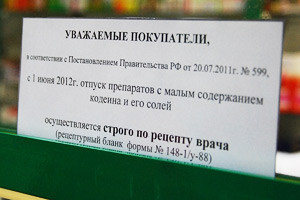 УВАЖАЕМЫЕ ПОКУПАТЕЛИ,
в соответствии с Постановлением Правительства РФ от 20.07.2011г. № 599,
с 1 июня 2012г. отпуск препаратов с малым содержанием
кодеина и его солей
осуществляется строго по рецепту врача
(рецептурный бланк формы № 148-1/у-88)